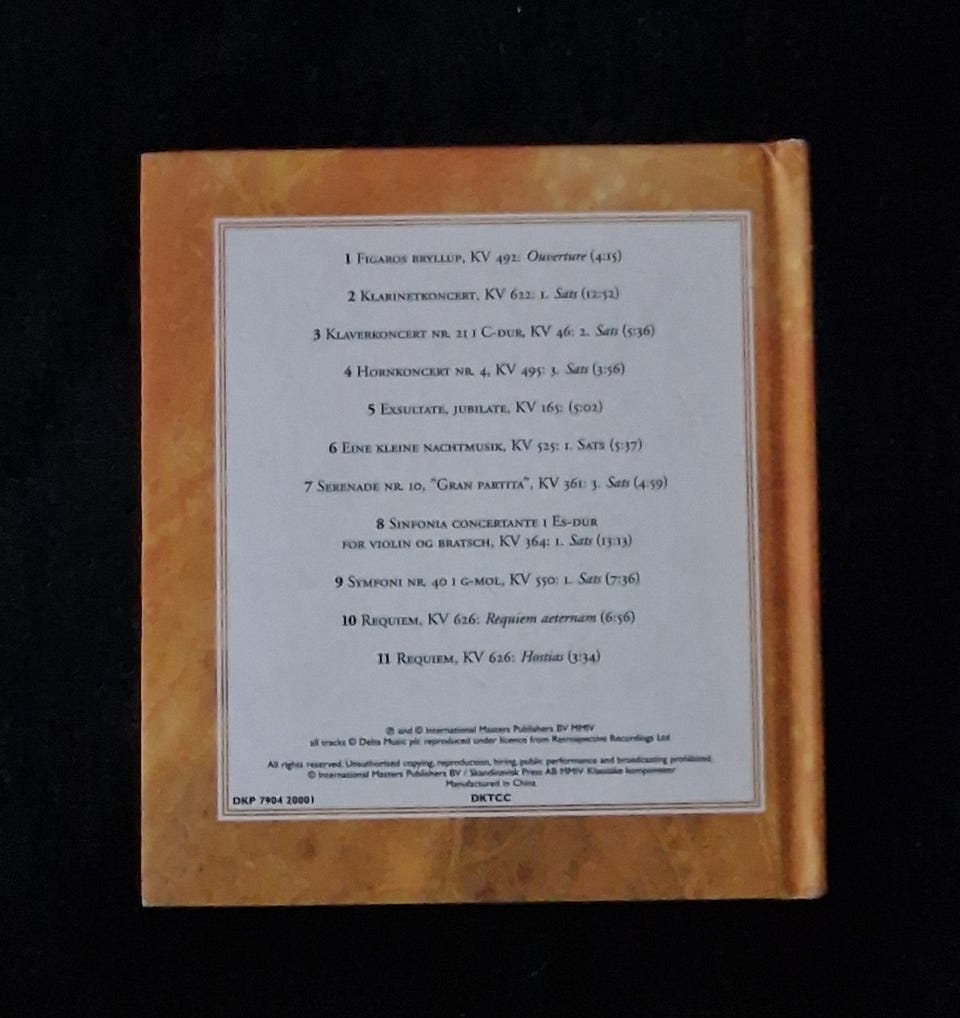 1 Figaros bryllup, KV 492: Ouverture (4:15)
2 Klarinetkoncert, KV 622: 1. Sats (12:52)
3 Klaverkoncert nr. 21 i C-dur, KV 46: 2. Sats (5:36)
4 Hornkoncert nr. 4, KV 495: 3. Sats (3:56)
5 Exsultate, jubilate, KV 165: (5:02)
6 Eine kleine nachtmusik, KV 525: 1. Sats (5:37)
7 Serenade nr. 10, "Gran partita", KV 361: 3. Sats (4:59)
8 Sinfonia concertante i Es-dur
for violin og bratsch, KV 364: 1. Sats (13:13)
9 Symfoni nr. 40 i g-mol, KV 550: 1. Sats (7:36)
10 Requiem, KV 626: Requiem aeternam (6:56)
11 Requiem, KV 626: Hostias (3:34)
℗ and © International Masters Publishers BV MMIV
all tracks © Delta Music plc reproduced under licence from Retrospective Recordings Ltd
All rights reserved. Unauthorized copying, reproduction, hiring, public performance and broadcasting prohibited.
© International Masters Publishers BV / Skandinavisk Press AB MMIV Klassiske komponister
Manufactured in China
DKP 7904 20001 DKTCC